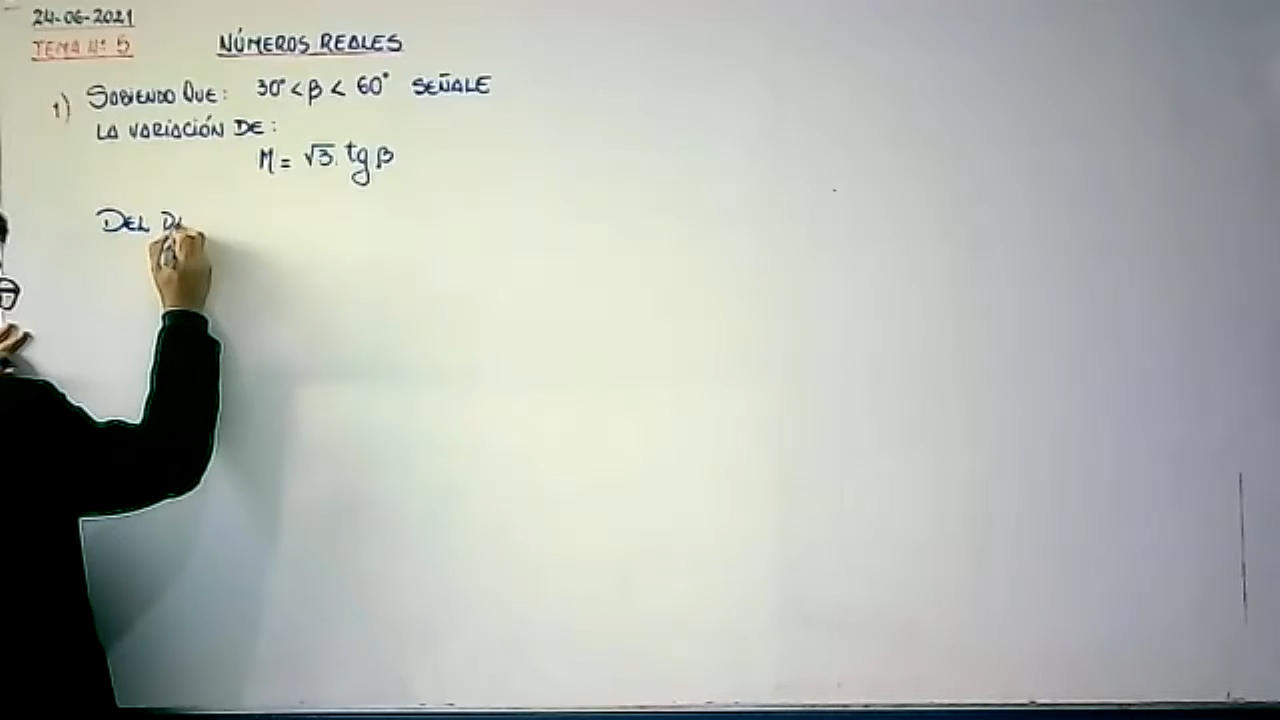 24-06-2021
TEMA Nº 5
NÚMEROS REALES
1) SABIENDO QUE: 30° < β < 60° SEÑALE
LA VARIACIÓN DE:
M = √3. tg β
DEL